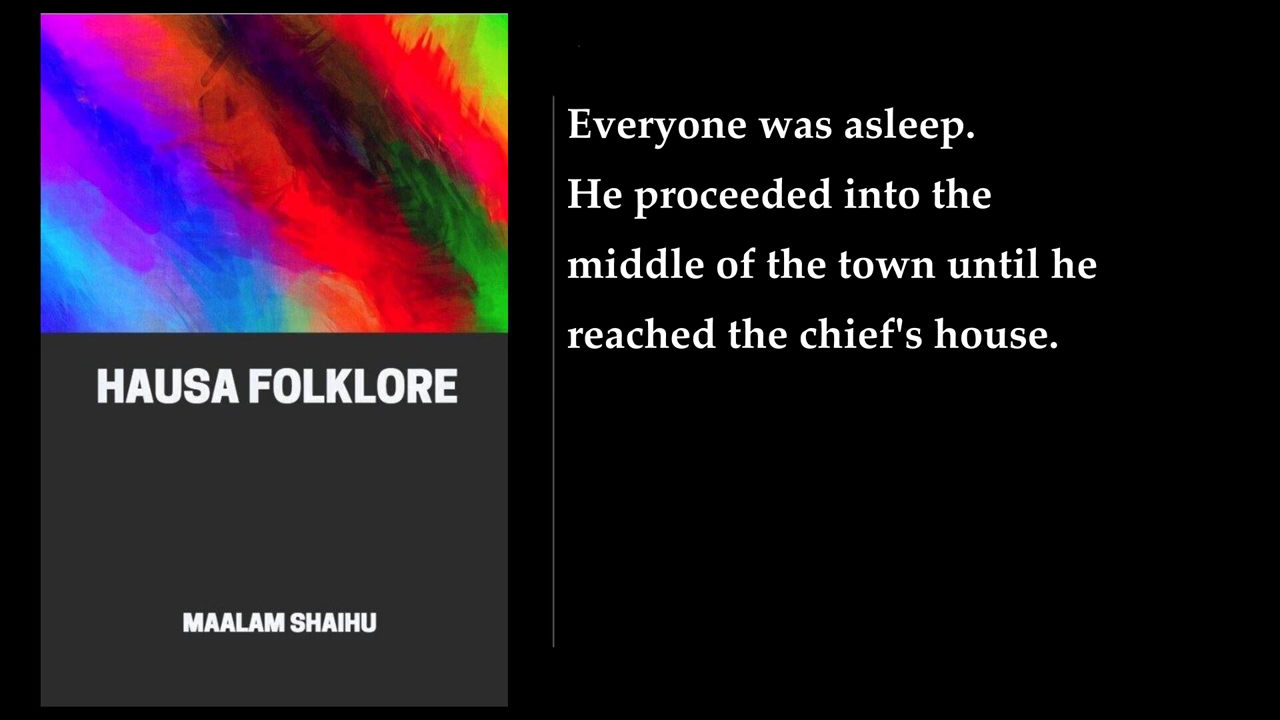 HAUSA FOLKLORE
MAALAM SHAIHU
Everyone was asleep.
He proceeded into the
middle of the town until he
reached the chief's house.